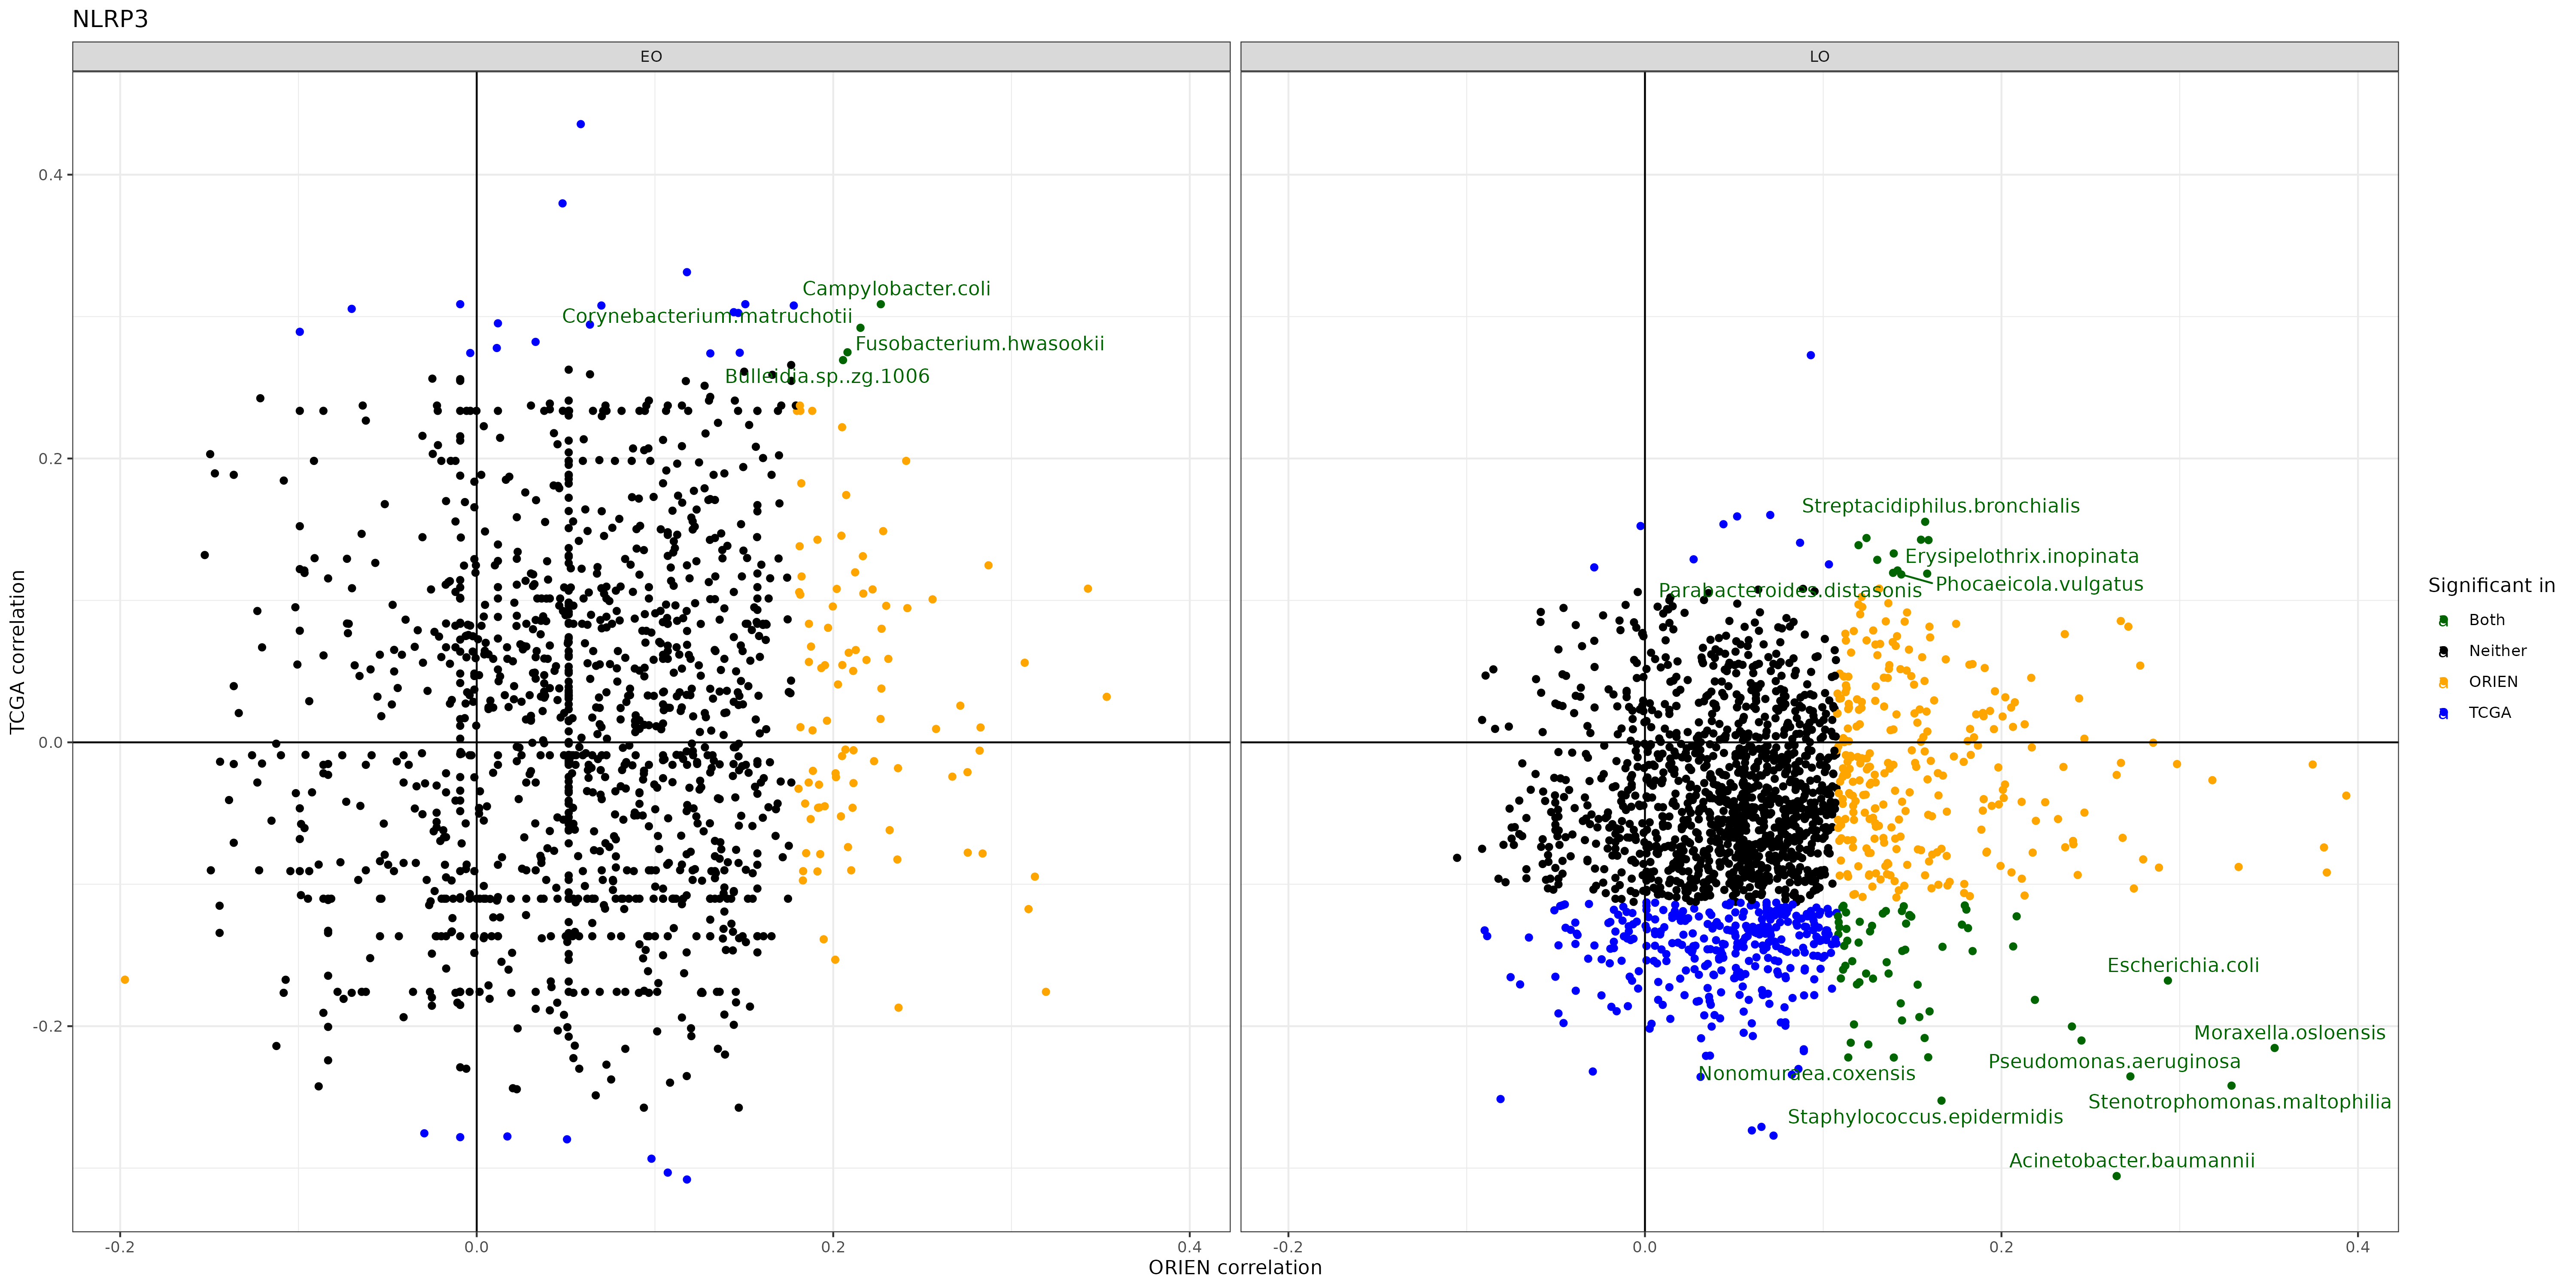 NLRP3
EO
LO
TCGA correlation
0.4
0.2
0.0
-0.2
Campylobacter.coli
Corynebacterium.matruchotii
Fusobacterium.hwasookii
Bulleidia.sp..zg.1006
Streptacidiphilus.bronchialis
Erysipelothrix.inopinata
Phocaeicola.vulgatus
Parabacteroides.distasonis
Escherichia.coli
Moraxella.osloensis
Pseudomonas.aeruginosa
Nonomuraea.coxensis
Stenotrophomonas.maltophilia
Staphylococcus.epidermidis
Acinetobacter.baumannii
-0.2
0.0
0.2
0.4
-0.2
0.0
0.2
0.4
ORIEN correlation
Significant in
a Both
a Neither
a ORIEN
a TCGA